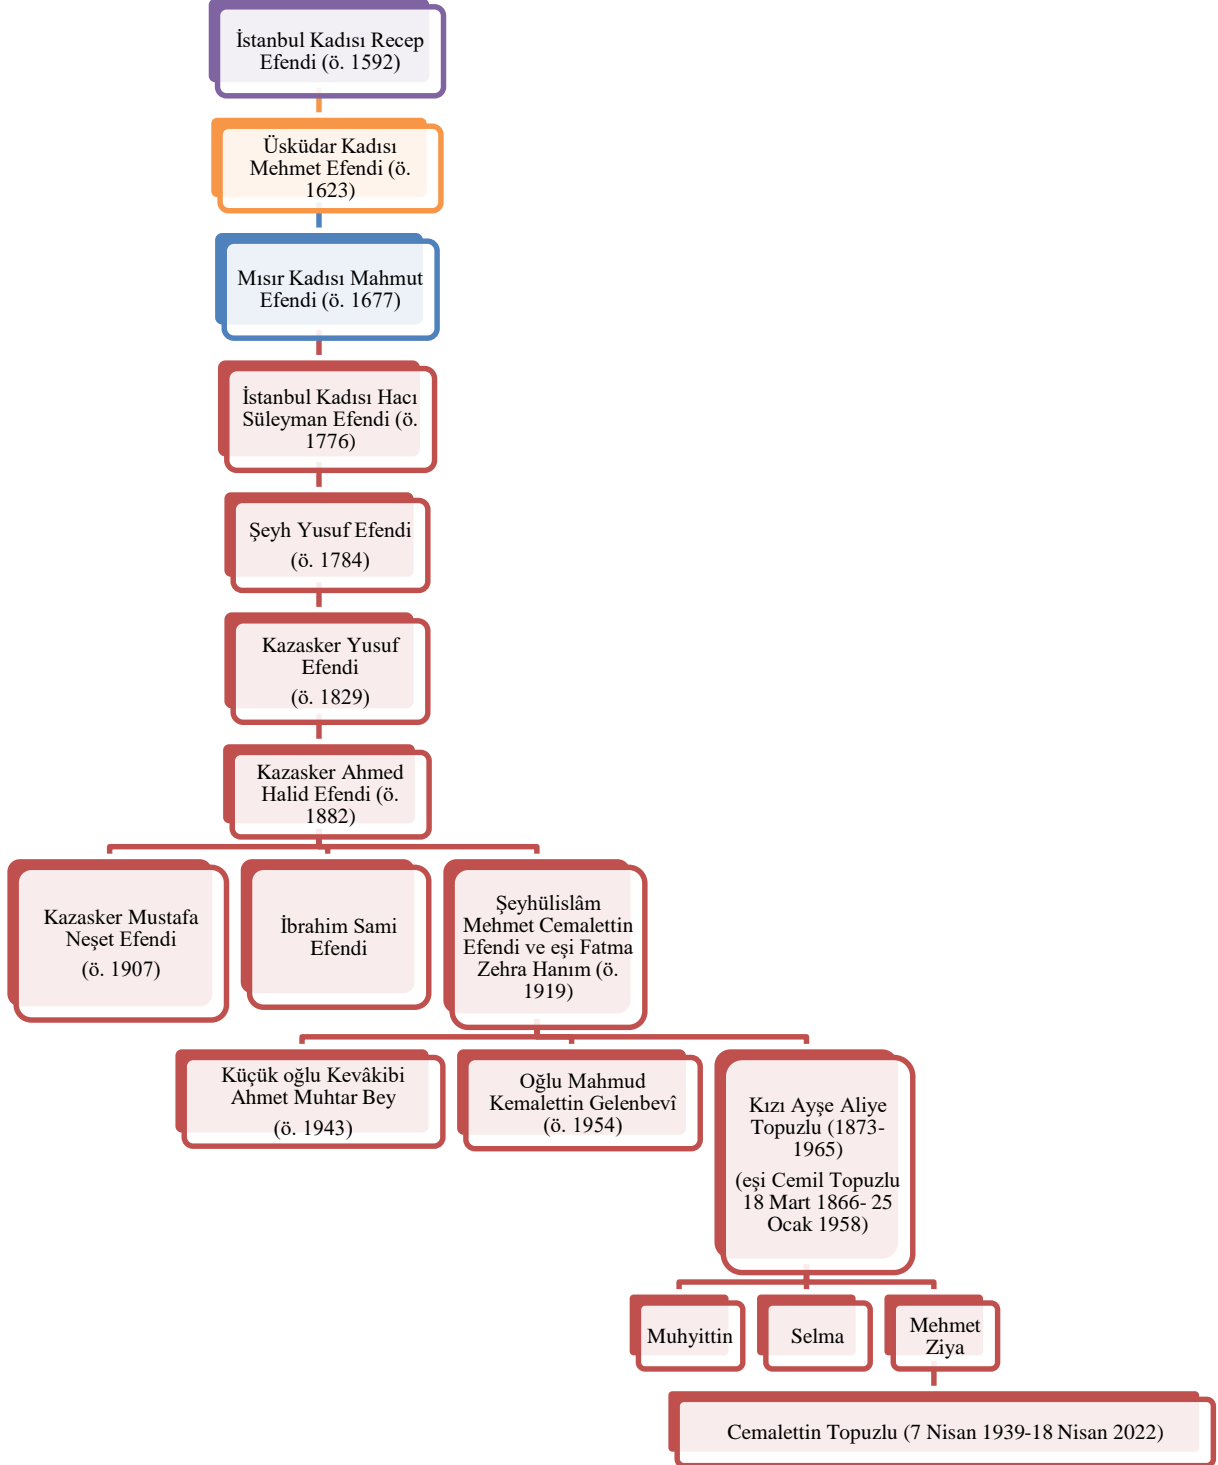 İstanbul Kadısı Recep
Efendi (ö. 1592)
Üsküdar Kadısı
Mehmet Efendi (ö.
1623)
Mısır Kadısı Mahmut
Efendi (ö. 1677)
İstanbul Kadısı Hacı
Süleyman Efendi (ö.
1776)
Şeyh Yusuf Efendi
(ö. 1784)
Kazasker Yusuf
Efendi
(ö. 1829)
Kazasker Ahmed
Halid Efendi (ö.
1882)
Kazasker Mustafa
Neşet Efendi
(ö. 1907)
İbrahim Sami
Efendi
Şeyhülislâm
Mehmet Cemalettin
Efendi ve eşi Fatma
Zehra Hanım (ö.
1919)
Küçük oğlu Kevâkibi
Ahmet Muhtar Bey
(ö. 1943)
Oğlu Mahmud
Kemalettin Gelenbevî
(ö. 1954)
Kızı Ayşe Aliye
Topuzlu (1873-
1965)
(eşi Cemil Topuzlu
18 Mart 1866- 25
Ocak 1958)
Muhyittin
Selma
Mehmet
Ziya
Cemalettin Topuzlu (7 Nisan 1939-18 Nisan 2022)